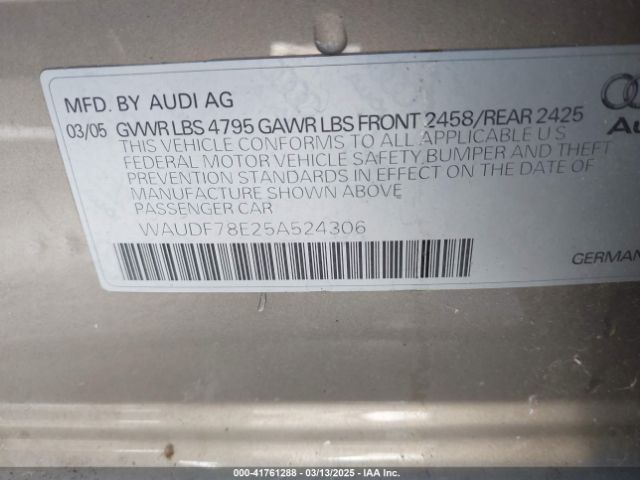 MFD. BY AUDI AG
03/05 GVWR LBS 4795 GAWR LBS FRONT 2458/REAR 2425
THIS VEHICLE CONFORMS TO ALL APPLICABLE U S
FEDERAL MOTOR VEHICLE SAFETY,BUMPER AND THEFT
PREVENTION STANDARDS IN EFFECT ON THE DATE OF
MANUFACTURE SHOWN ABOVE
PASSENGER CAR
WAUDF78E25A524306
GERMAN
000-41761288 — 03/13/2025 — IAA Inc.